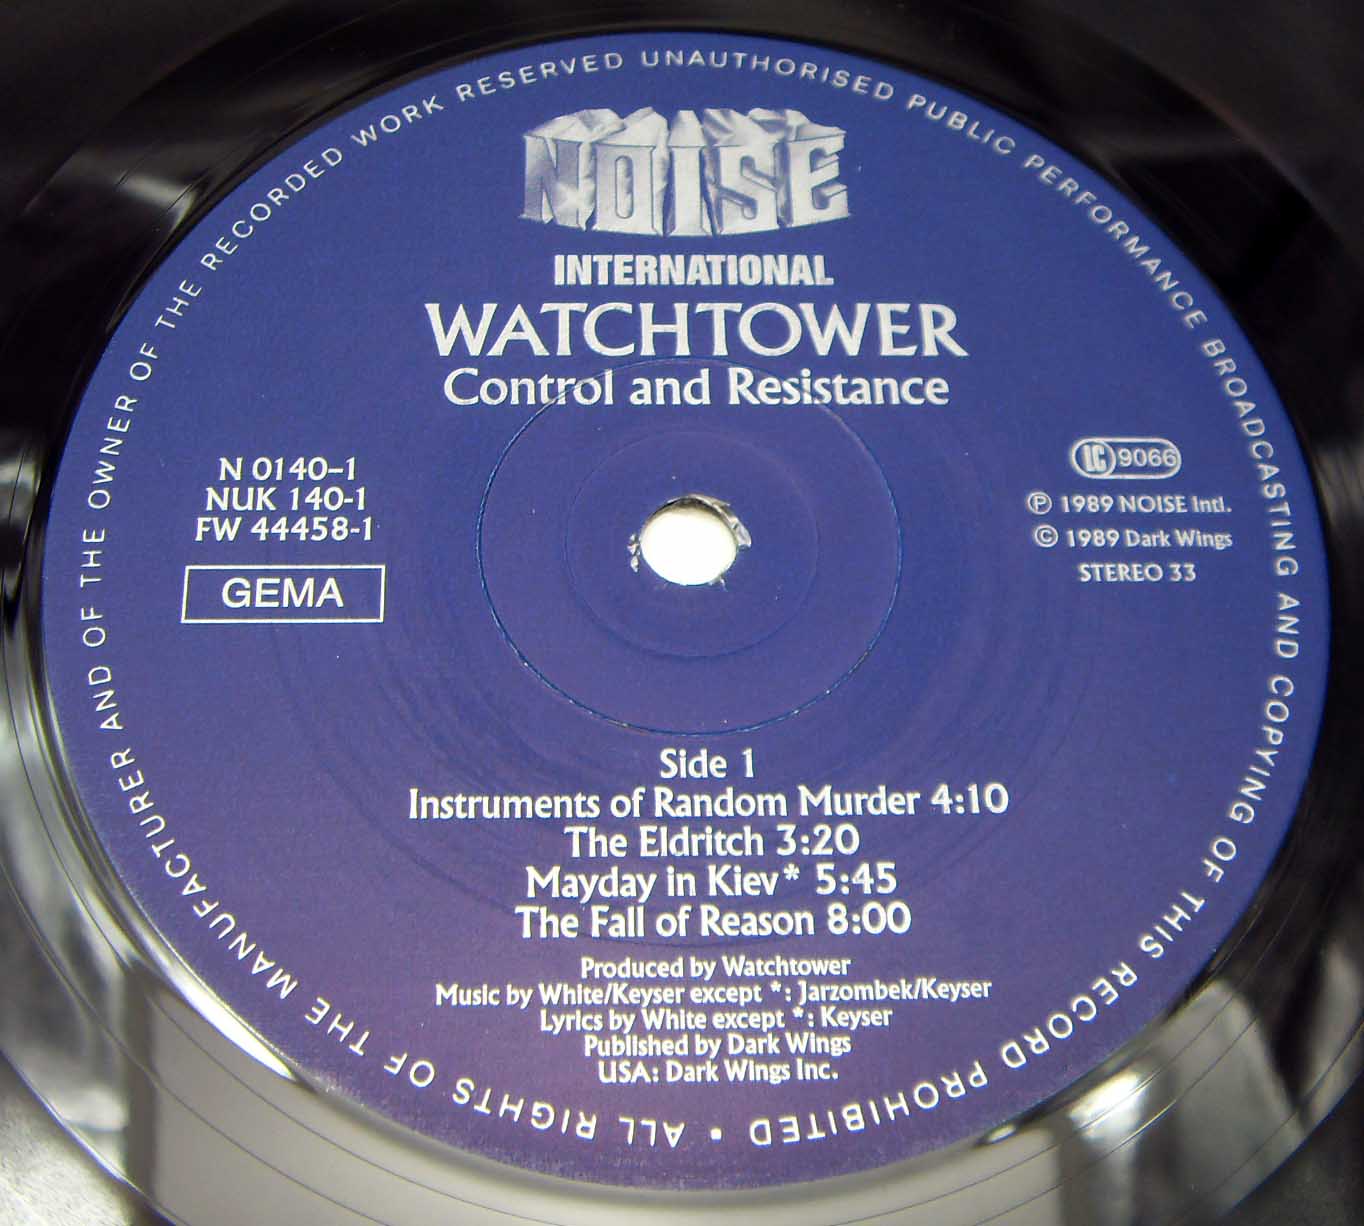 ALL RIGHTS OF THE MANUFACTURER AND OF THE OWNER OF THE RECORDED WORK RESERVED UNAUTHORISED PUBLIC PERFORMANCE BROADCASTING AND COPYING OF THIS RECORD PROHIBITED •
NOISE
INTERNATIONAL
WATCHTOWER
Control and Resistance
N 0140-1
NUK 140-1
FW 44458-1
GEMA
LC 9066
℗ 1989 NOISE Intl.
© 1989 Dark Wings
STEREO 33
Side 1
Instruments of Random Murder 4:10
The Eldritch 3:20
Mayday in Kiev* 5:45
The Fall of Reason 8:00
Produced by Watchtower
Music by White/Keyser except *: Jarzombek/Keyser
Lyrics by White except *: Keyser
Published by Dark Wings
USA: Dark Wings Inc.